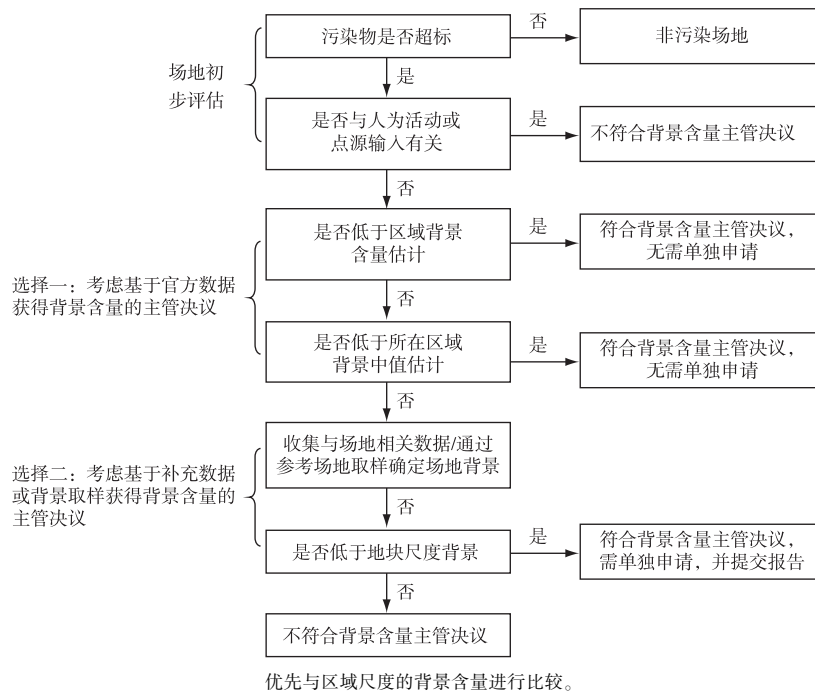 污染物是否超标
否
非污染场地
场地初
步评估
是
是否与人为活动或
点源输入有关
是
不符合背景含量主管决议
否
是否低于区域背景
含量估计
是
符合背景含量主管决议，
无需单独申请
选择一：考虑基于官方数据
获得背景含量的主管决议
否
是否低于所在区域
背景中值估计
是
符合背景含量主管决议，
无需单独申请
否
收集与场地相关数据/通过
参考场地取样确定场地背景
选择二：考虑基于补充数据
或背景取样获得背景含量的
主管决议
否
是否低于地块尺度背景
是
符合背景含量主管决议，
需单独申请，并提交报告
否
不符合背景含量主管决议
优先与区域尺度的背景含量进行比较。